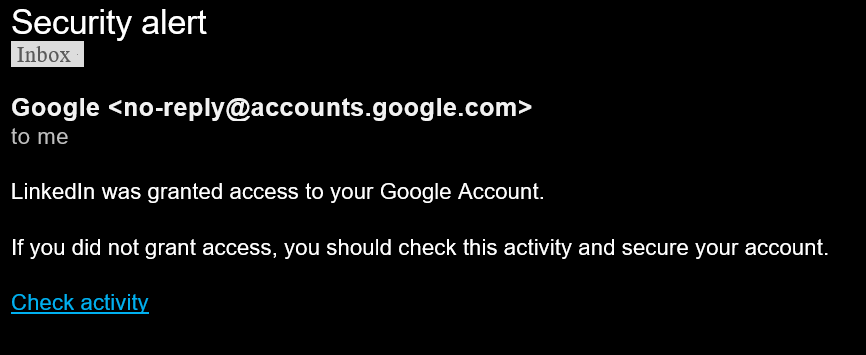 Security alert
Inbox
Google <no-reply@accounts.google.com>
to me
LinkedIn was granted access to your Google Account.
If you did not grant access, you should check this activity and secure your account.
Check activity